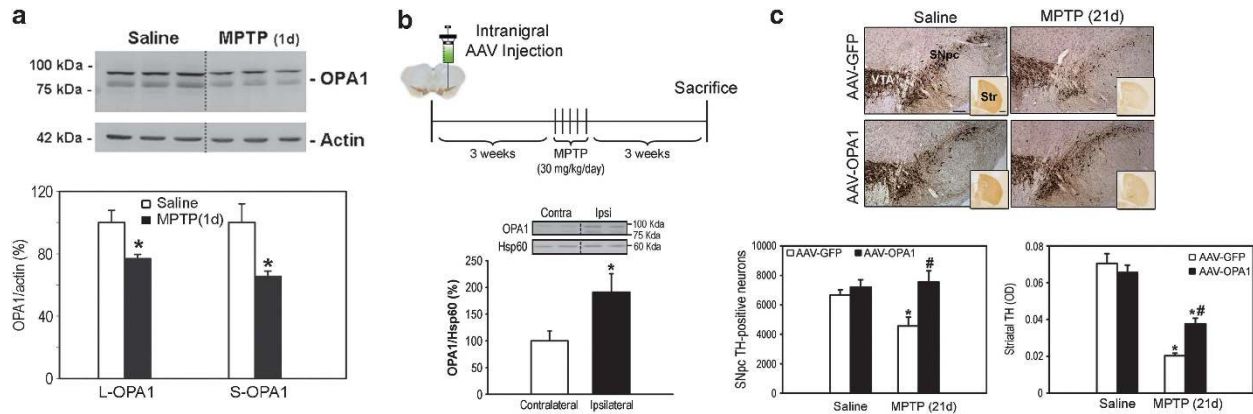 a
Saline MPTP (1d)
100 kDa -
75 kDa -
- OPA1
42 kDa -
- Actin
120
100
80
60
40
20
0
OPA1/actin (%)
Saline
MPTP(1d)
*
*
L-OPA1 S-OPA1
b
Intranigral
AAV Injection
Sacrifice
3 weeks
MPTP
(30 mg/kg/day)
3 weeks
Contra Ipsi
OPA1
100 Kda
75 Kda
Hsp60
60 Kda
OPA1/Hsp60 (%)
250
200
150
100
50
0
*
Contralateral Ipsilateral
c
Saline MPTP (21d)
AAV-GFP
SNpc
VTA
Str
AAV-OPA1
SNpc TH-positive neurons
10000
8000
6000
4000
2000
0
AAV-GFP AAV-OPA1
#
*
Saline MPTP (21d)
Striatal TH (OD)
0.08
0.06
0.04
0.02
0.00
AAV-GFP
AAV-OPA1
*
*#
Saline MPTP (21d)